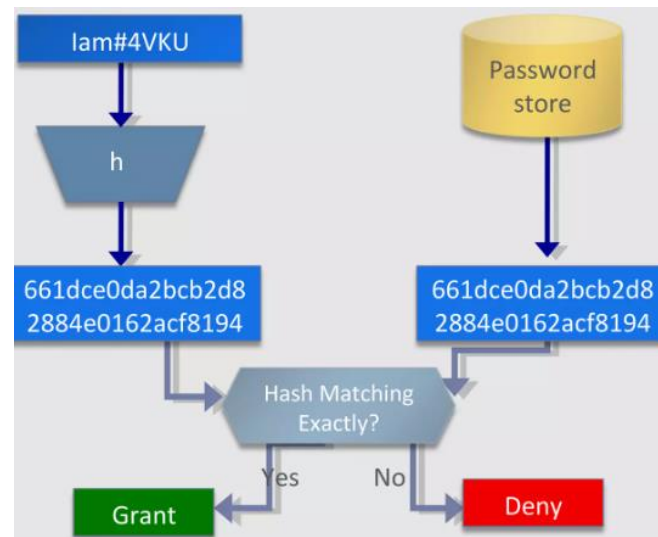 Iam#4VKU
Password
store
h
661dce0da2bcb2d8
2884e0162acf8194
661dce0da2bcb2d8
2884e0162acf8194
Hash Matching
Exactly?
Yes
No
Grant
Deny